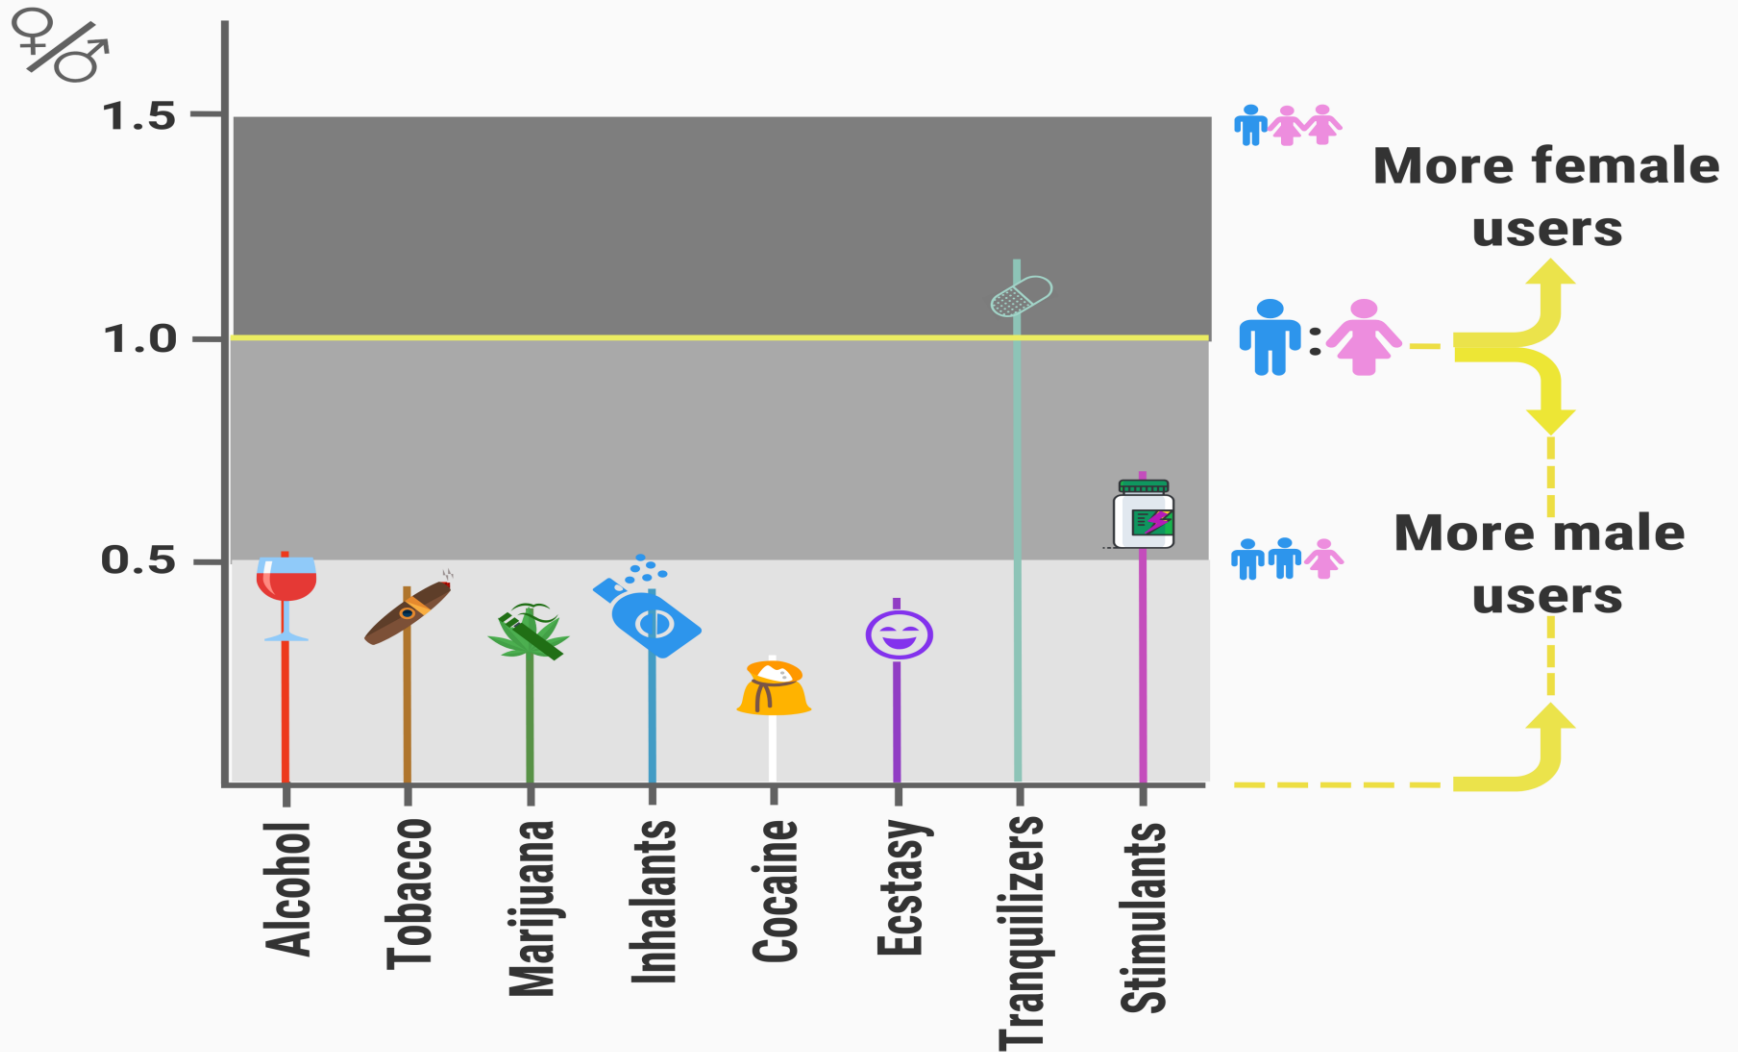 ♀/♂
1.5
1.0
0.5
More female
users
:
More male
users
Alcohol
Tobacco
Marijuana
Inhalants
Cocaine
Ecstasy
Tranquilizers
Stimulants